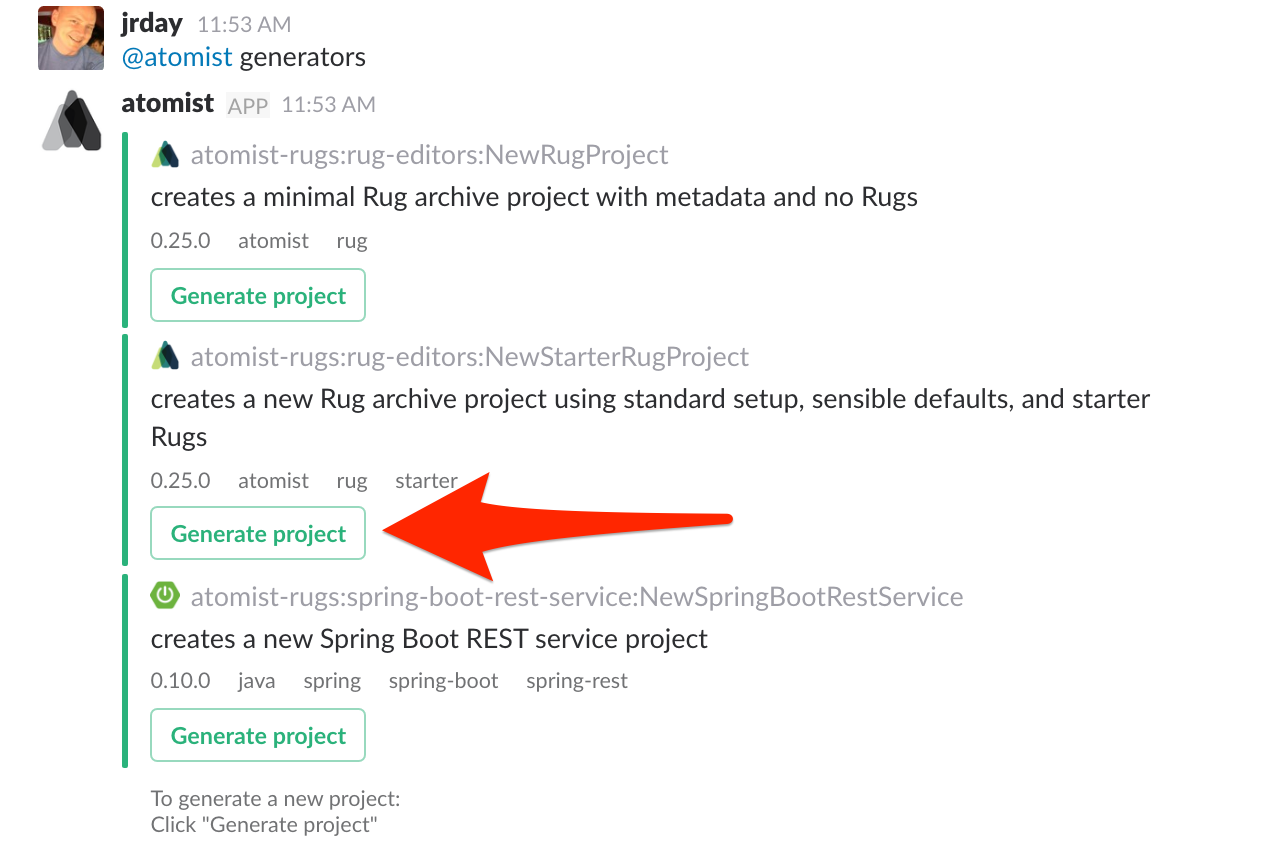 jrday 11:53 AM
@atomist generators
atomist APP 11:53 AM
atomist-rugs:rug-editors:NewRugProject
creates a minimal Rug archive project with metadata and no Rugs
0.25.0 atomist rug
Generate project
atomist-rugs:rug-editors:NewStarterRugProject
creates a new Rug archive project using standard setup, sensible defaults, and starter
Rugs
0.25.0 atomist rug starter
Generate project
atomist-rugs:spring-boot-rest-service:NewSpringBootRestService
creates a new Spring Boot REST service project
0.10.0 java spring spring-boot spring-rest
Generate project
To generate a new project:
Click "Generate project"